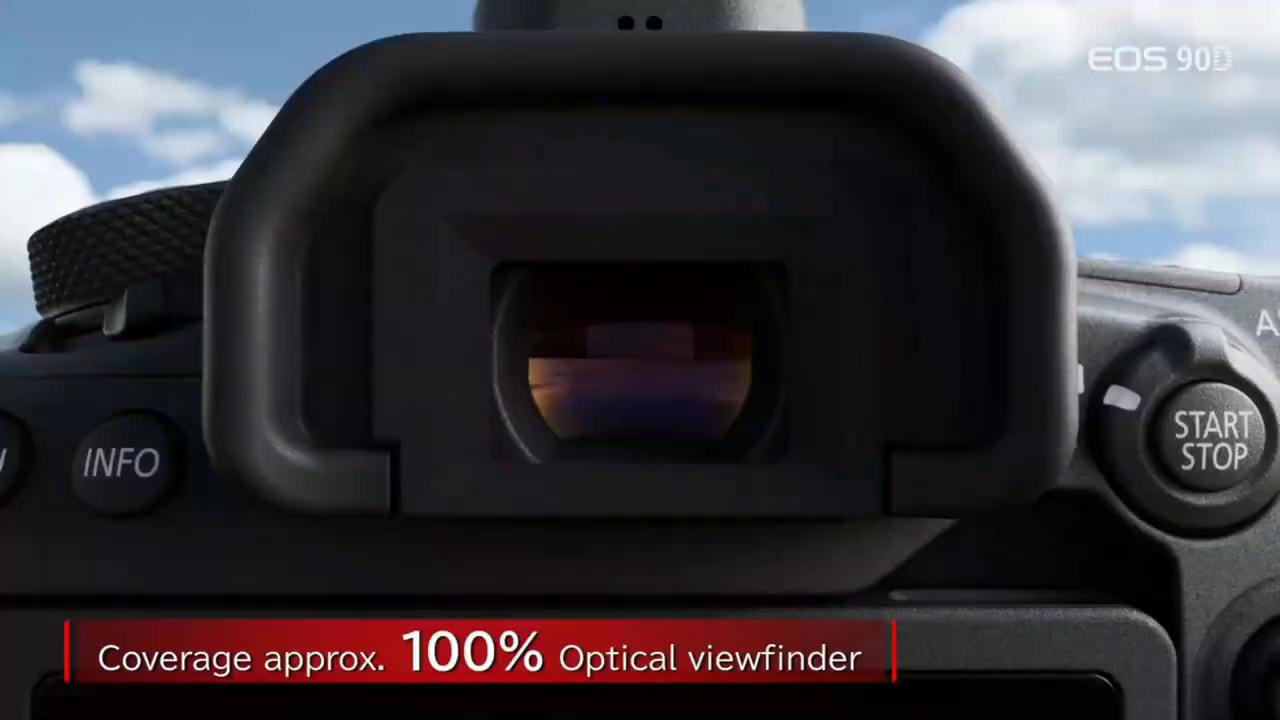 EOS 90D
A
INFO
START
STOP
Coverage approx. 100% Optical viewfinder